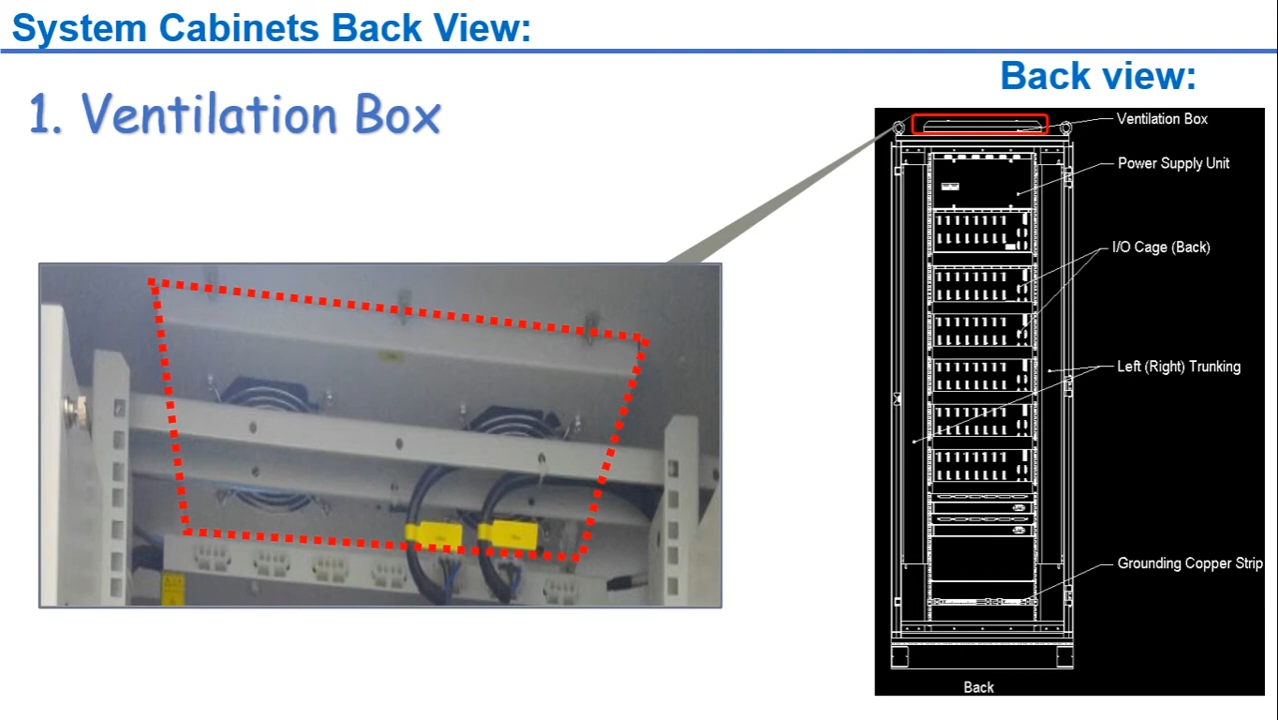 System Cabinets Back View:
Back view:
1. Ventilation Box
Ventilation Box
Power Supply Unit
I/O Cage (Back)
Left (Right) Trunking
Grounding Copper Strip
Back